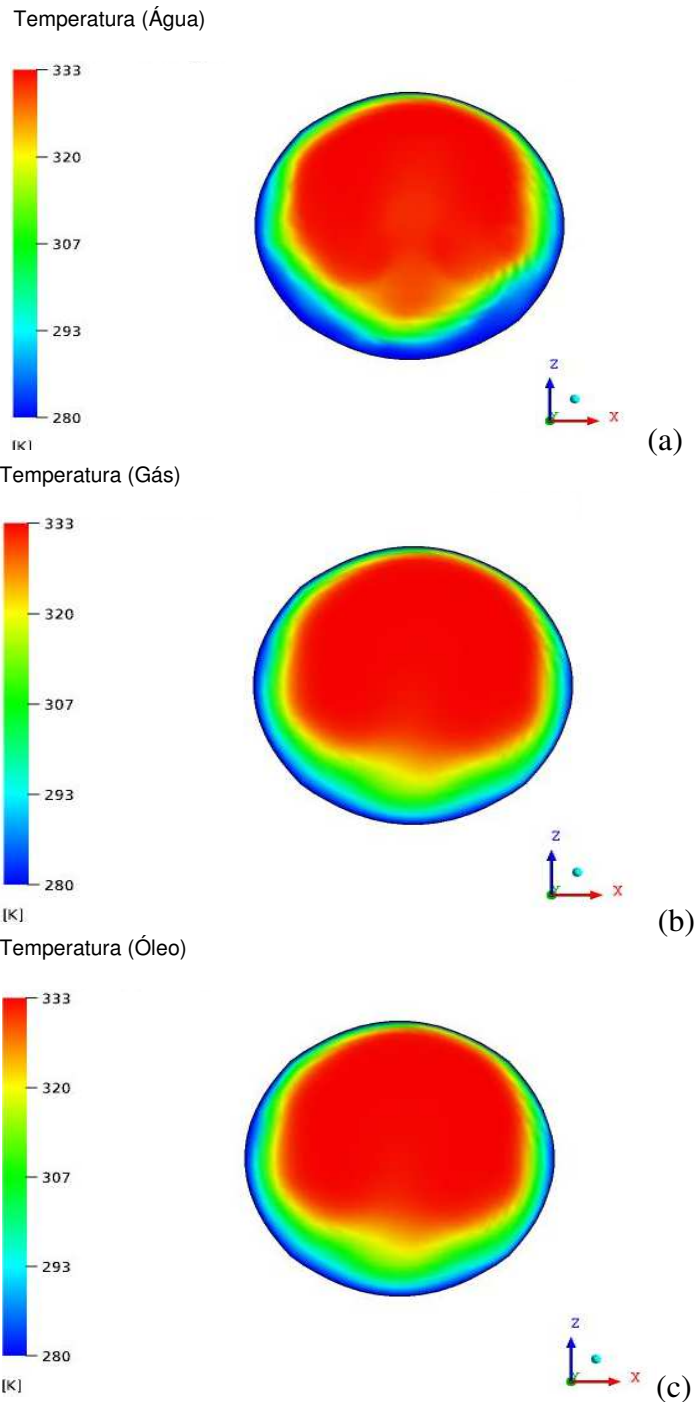 Temperatura (Água)
333
320
307
293
280
[K]
Z
Y
X
(a)
Temperatura (Gás)
333
320
307
293
280
[K]
Z
Y
X
(b)
Temperatura (Óleo)
333
320
307
293
280
[K]
Z
Y
X
(c)